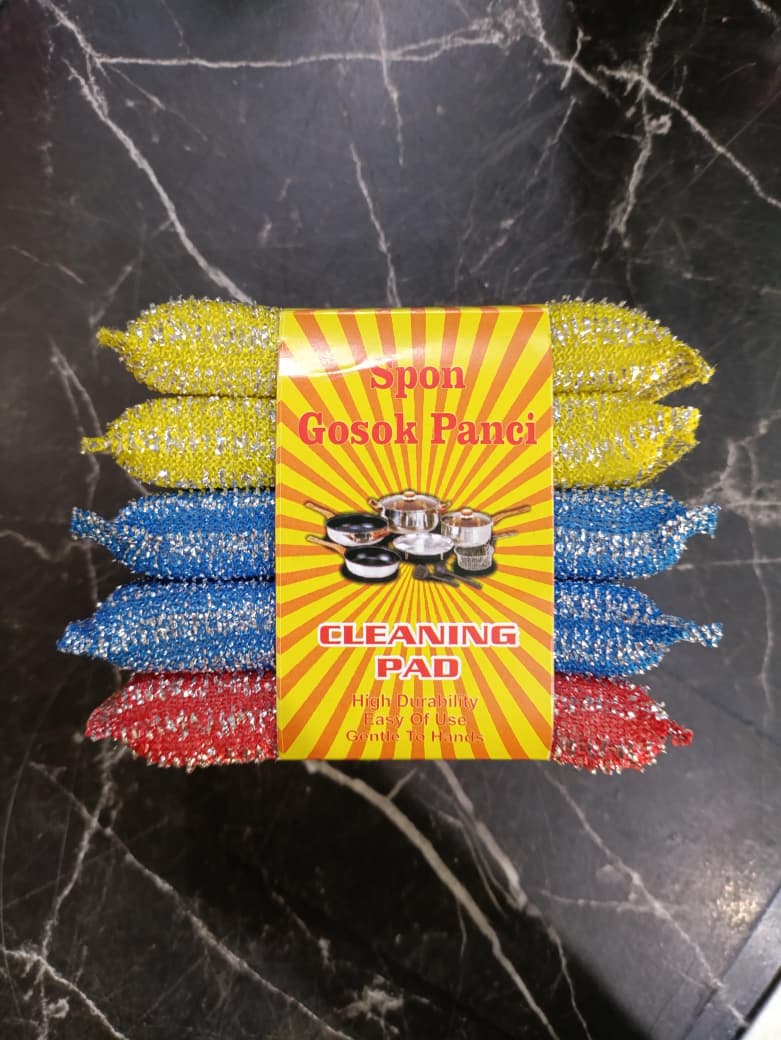 Spon
Gosok Panci
CLEANING
PAD
High Durability
Easy Of Use
Gentle To Hands